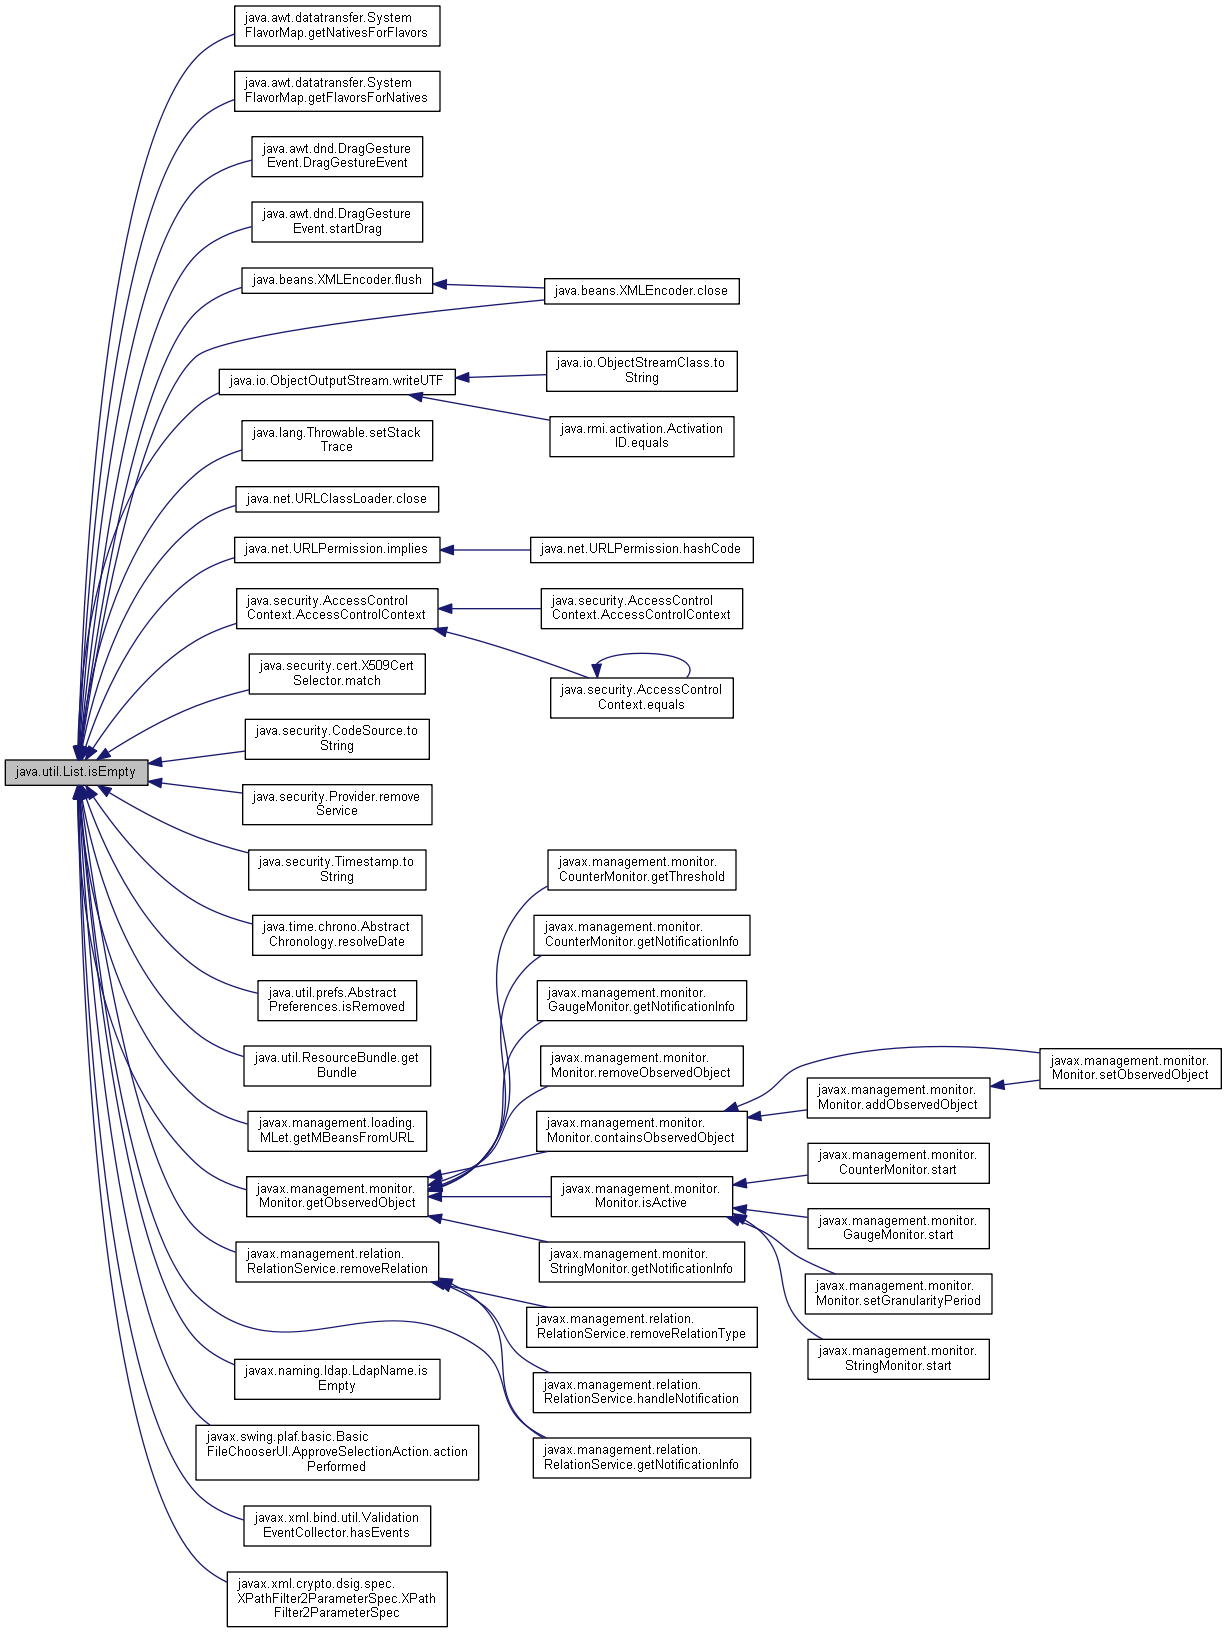 java.awt.datatransfer.System
FlavorMap.getNativesForFlavors
java.awt.datatransfer.System
FlavorMap.getFlavorsForNatives
java.awt.dnd.DragGesture
Event.DragGestureEvent
java.awt.dnd.DragGesture
Event.startDrag
java.beans.XMLEncoder.flush
java.beans.XMLEncoder.close
java.io.ObjectOutputStream.writeUTF
java.io.ObjectStreamClass.to
String
java.rmi.activation.Activation
ID.equals
java.lang.Throwable.setStack
Trace
java.net.URLClassLoader.close
java.net.URLPermission.implies
java.net.URLPermission.hashCode
java.security.AccessControl
Context.AccessControlContext
java.security.AccessControl
Context.AccessControlContext
java.security.AccessControl
Context.equals
java.security.cert.X509Cert
Selector.match
java.security.CodeSource.to
String
java.util.List.isEmpty
java.security.Provider.remove
Service
java.security.Timestamp.to
String
java.time.chrono.Abstract
Chronology.resolveDate
java.util.prefs.Abstract
Preferences.isRemoved
java.util.ResourceBundle.get
Bundle
javax.management.loading.
MLet.getMBeansFromURL
javax.management.monitor.
Monitor.getObservedObject
javax.management.monitor.
CounterMonitor.getThreshold
javax.management.monitor.
CounterMonitor.getNotificationInfo
javax.management.monitor.
GaugeMonitor.getNotificationInfo
javax.management.monitor.
Monitor.removeObservedObject
javax.management.monitor.
Monitor.containsObservedObject
javax.management.monitor.
Monitor.addObservedObject
javax.management.monitor.
Monitor.setObservedObject
javax.management.monitor.
Monitor.isActive
javax.management.monitor.
CounterMonitor.start
javax.management.monitor.
GaugeMonitor.start
javax.management.monitor.
Monitor.setGranularityPeriod
javax.management.monitor.
StringMonitor.start
javax.management.monitor.
StringMonitor.getNotificationInfo
javax.management.relation.
RelationService.removeRelation
javax.management.relation.
RelationService.removeRelationType
javax.management.relation.
RelationService.handleNotification
javax.management.relation.
RelationService.getNotificationInfo
javax.naming.ldap.LdapName.is
Empty
javax.swing.plaf.basic.Basic
FileChooserUI.ApproveSelectionAction.action
Performed
javax.xml.bind.util.Validation
EventCollector.hasEvents
javax.xml.crypto.dsig.spec.
XPathFilter2ParameterSpec.XPath
Filter2ParameterSpec